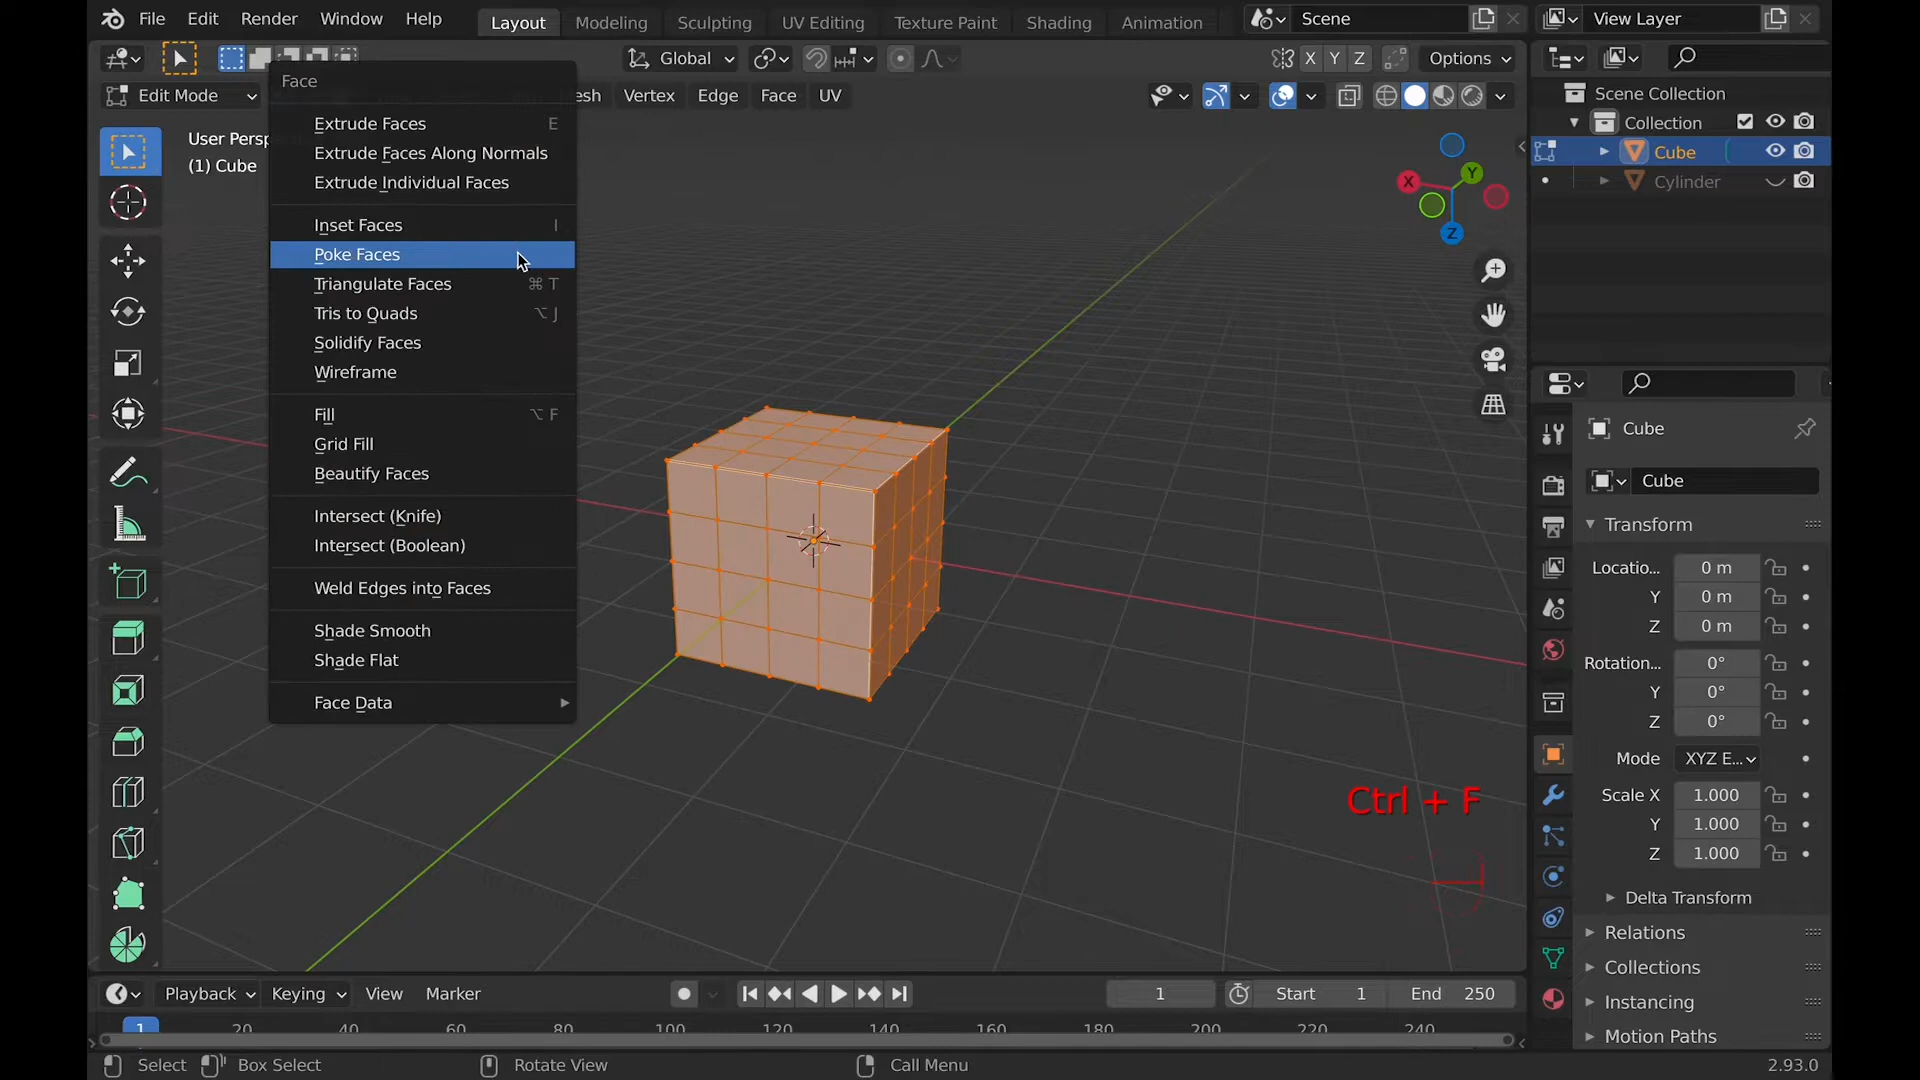 File Edit Render Window Help Layout Modeling Sculpting UV Editing Texture Paint Shading Animation Scene View Layer
Global X Y Z Options
Edit Mode Vertex Edge Face UV
User Persp
(1) Cube
Face
Extrude Faces E
Extrude Faces Along Normals
Extrude Individual Faces
Inset Faces I
Poke Faces
Triangulate Faces ⌘ T
Tris to Quads ⌥ J
Solidify Faces
Wireframe
Fill ⌥ F
Grid Fill
Beautify Faces
Intersect (Knife)
Intersect (Boolean)
Weld Edges into Faces
Shade Smooth
Shade Flat
Face Data
X Y Z
Ctrl + F
Scene Collection
Collection
Cube
Cylinder
Cube
Cube
Transform
Locatio... 0 m
Y 0 m
Z 0 m
Rotation... 0°
Y 0°
Z 0°
Mode XYZ E...
Scale X 1.000
Y 1.000
Z 1.000
Delta Transform
Relations
Collections
Instancing
Motion Paths
Playback Keying View Marker 1 Start 1 End 250
1 20 40 60 80 100 120 140 160 180 200 220 240
Select Box Select Rotate View Call Menu 2.93.0